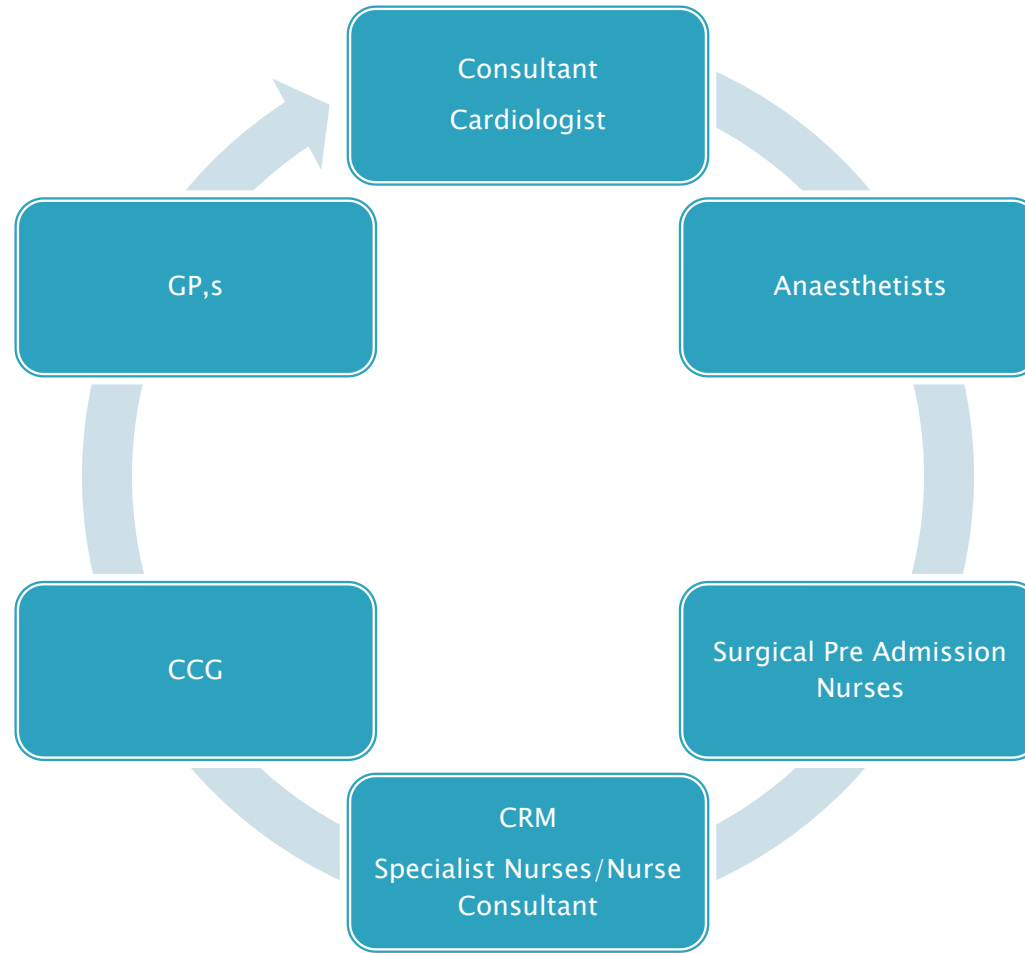 Consultant
Cardiologist
Anaesthetists
Surgical Pre Admission
Nurses
CRM
Specialist Nurses/Nurse
Consultant
CCG
GP,s